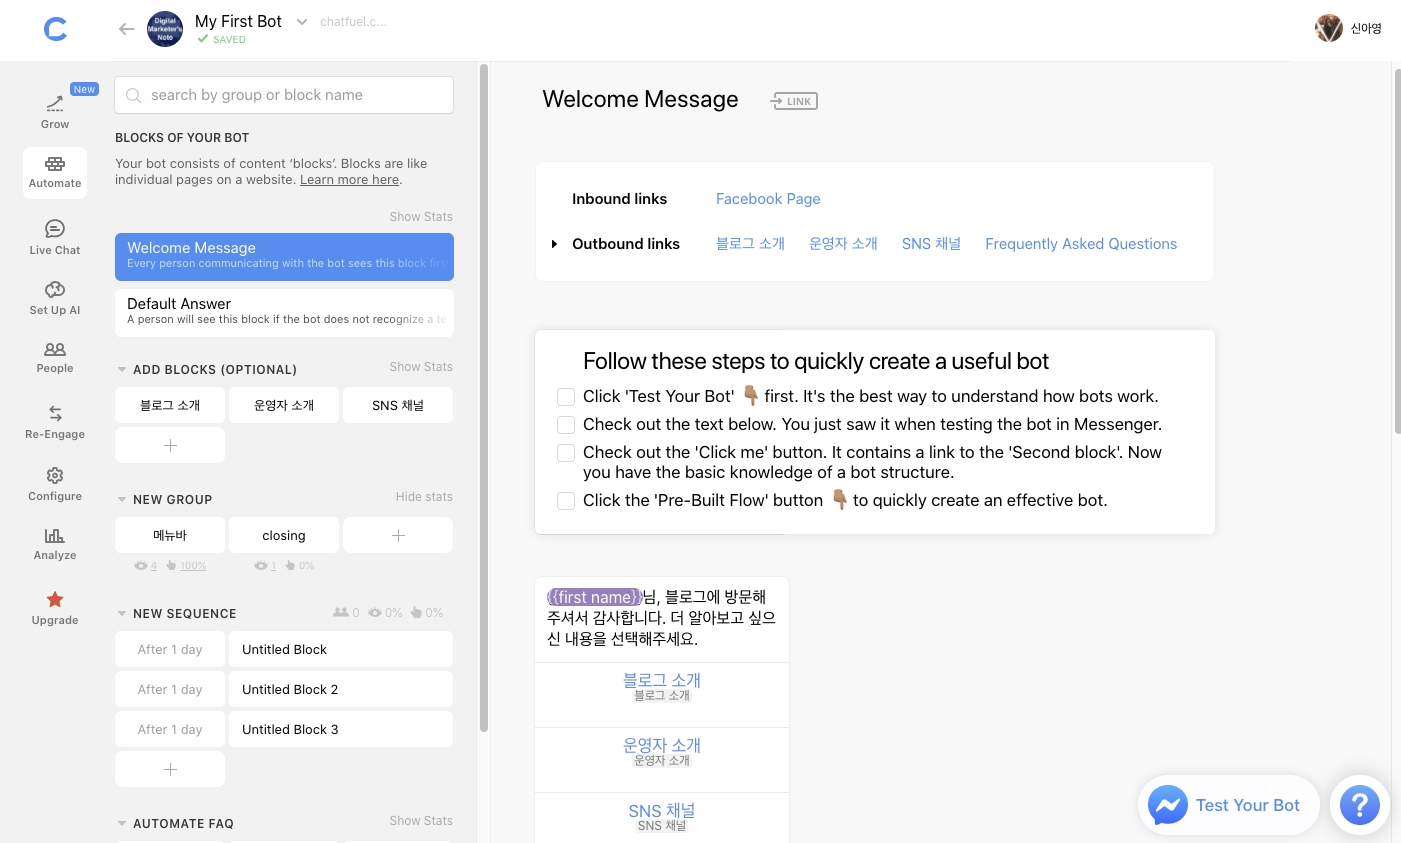 Digital Marketer's Note
My First Bot
chatfuel.c...
SAVED
신아영
New
Grow
Automate
Live Chat
Set Up AI
People
Re-Engage
Configure
Analyze
Upgrade
search by group or block name
BLOCKS OF YOUR BOT
Your bot consists of content ‘blocks’. Blocks are like
individual pages on a website. Learn more here.
Show Stats
Welcome Message
Every person communicating with the bot sees this block first
Default Answer
A person will see this block if the bot does not recognize a te
ADD BLOCKS (OPTIONAL)
Show Stats
블로그 소개
운영자 소개
SNS 채널
NEW GROUP
Hide stats
메뉴바
closing
4
100%
1
0%
NEW SEQUENCE
0
0%
0%
After 1 day
Untitled Block
After 1 day
Untitled Block 2
After 1 day
Untitled Block 3
AUTOMATE FAQ
Show Stats
Welcome Message
LINK
Inbound links
Facebook Page
Outbound links
블로그 소개
운영자 소개
SNS 채널
Frequently Asked Questions
Follow these steps to quickly create a useful bot
Click 'Test Your Bot' 👇🏽 first. It's the best way to understand how bots work.
Check out the text below. You just saw it when testing the bot in Messenger.
Check out the 'Click me' button. It contains a link to the 'Second block'. Now
you have the basic knowledge of a bot structure.
Click the 'Pre-Built Flow' button 👇🏽 to quickly create an effective bot.
{{first name}}님, 블로그에 방문해
주셔서 감사합니다. 더 알아보고 싶으
신 내용을 선택해주세요.
블로그 소개
블로그 소개
운영자 소개
운영자 소개
SNS 채널
SNS 채널
Test Your Bot
?